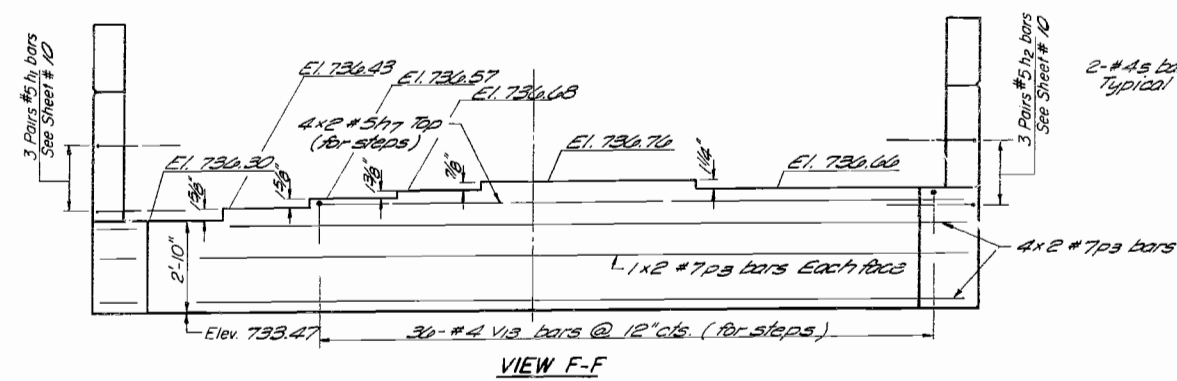 3 Pairs #5 h1 bars
See Sheet # 10
El. 736.43
El. 736.57
El. 736.68
4x2 #5h7 Top
(for steps)
El. 736.30
1 5/8"
1 5/8"
1 3/8"
7/8"
El. 736.76
1 1/4"
El. 736.66
3 Pairs #5 h2 bars
See Sheet # 10
2-#4s ba
Typical
2'-10"
4x2 #7p3 bars
1x2 #7p3 bars Each face
Elev. 733.47
36-#4 V13 bars @ 12"cts. (for steps)
VIEW F-F